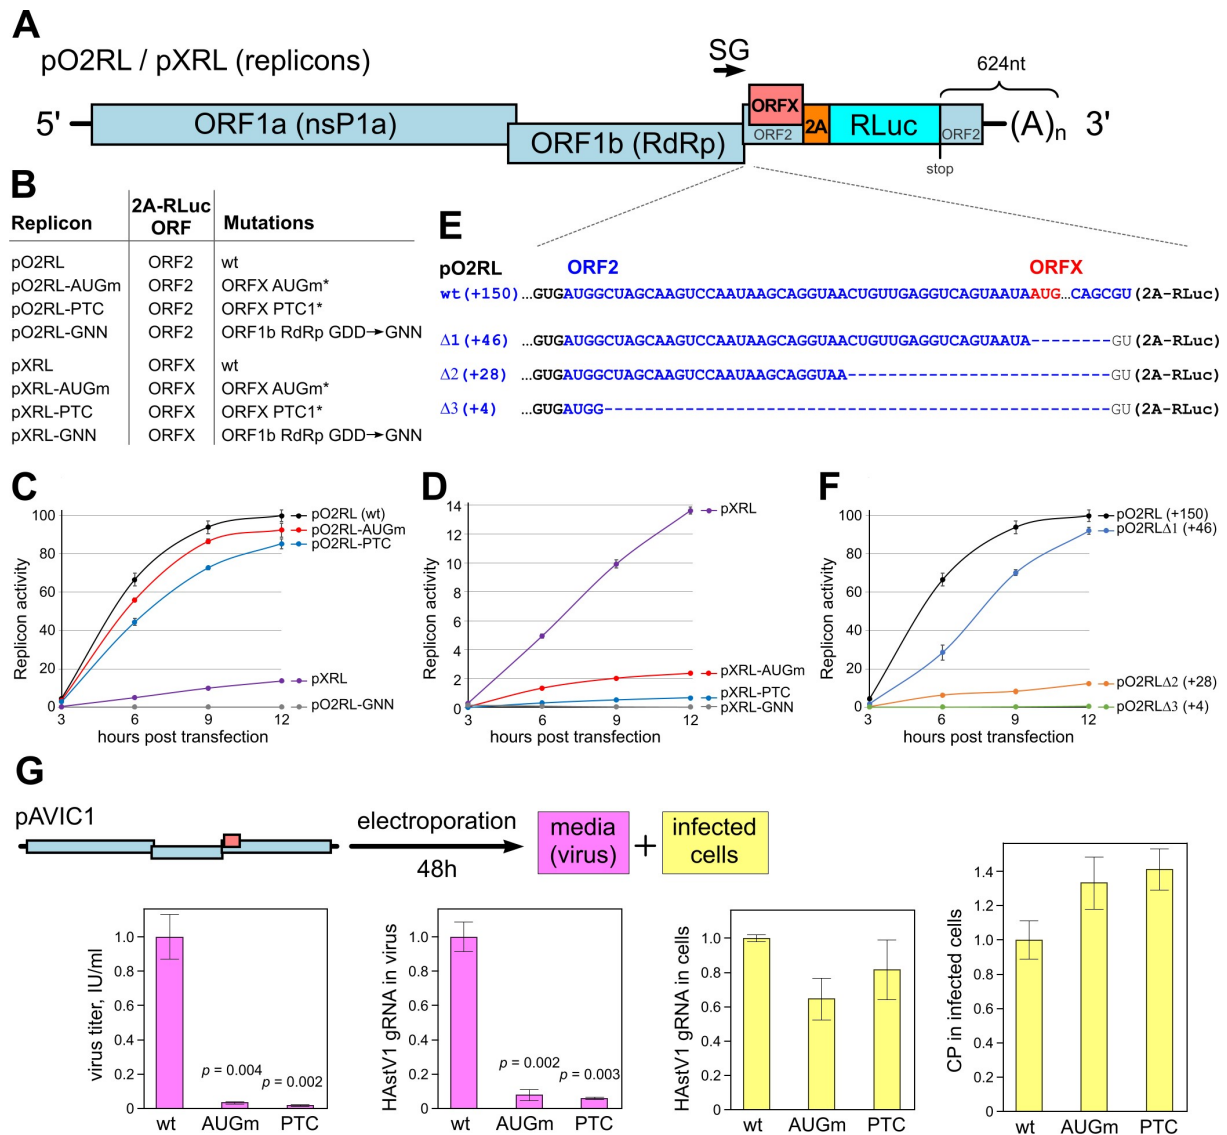 A
pO2RL / pXRL (replicons)
SG
624nt
5'
ORF1a (nsP1a)
ORF1b (RdRp)
ORFX
ORF2
2A
RLuc
ORF2
(A)n
3'
stop
B
Replicon
2A-RLuc ORF
Mutations
pO2RL ORF2 wt
pO2RL-AUGm ORF2 ORFX AUGm*
pO2RL-PTC ORF2 ORFX PTC1*
pO2RL-GNN ORF2 ORF1b RdRp GDD→GNN
pXRL ORFX wt
pXRL-AUGm ORFX ORFX AUGm*
pXRL-PTC ORFX ORFX PTC1*
pXRL-GNN ORFX ORF1b RdRp GDD→GNN
E
pO2RL ORF2 ORFX
wt(+150) ...GUGAUGGCUAGCAAGUCCAAUAAGCAGGUAACUGUUGAGGUCAGUAAUAAUG...CAGCGU(2A-RLuc)
Δ1(+46) ...GUGAUGGCUAGCAAGUCCAAUAAGCAGGUAACUGUUGAGGUCAGUAAUA--------GU(2A-RLuc)
Δ2(+28) ...GUGAUGGCUAGCAAGUCCAAUAAGCAGGUAA--------------------------GU(2A-RLuc)
Δ3(+4) ...GUGAUGG--------------------------------------------------GU(2A-RLuc)
C
Replicon activity
100
80
60
40
20
0
3 6 9 12
hours post transfection
pO2RL (wt)
pO2RL-AUGm
pO2RL-PTC
pXRL
pO2RL-GNN
D
Replicon activity
14
12
10
8
6
4
2
0
3 6 9 12
hours post transfection
pXRL
pXRL-AUGm
pXRL-PTC
pXRL-GNN
F
Replicon activity
100
80
60
40
20
0
3 6 9 12
hours post transfection
pO2RL (+150)
pO2RLΔ1 (+46)
pO2RLΔ2 (+28)
pO2RLΔ3 (+4)
G
pAVIC1
electroporation
48h
media
(virus)
+
infected
cells
virus titer, IU/ml
1.0
0.8
0.6
0.4
0.2
0
p = 0.004
p = 0.002
wt AUGm PTC
HAstV1 gRNA in virus
1.0
0.8
0.6
0.4
0.2
0
p = 0.002
p = 0.003
wt AUGm PTC
HAstV1 gRNA in cells
1.0
0.8
0.6
0.4
0.2
0
wt AUGm PTC
CP in infected cells
1.4
1.2
1.0
0.8
0.6
0.4
0.2
0
wt AUGm PTC